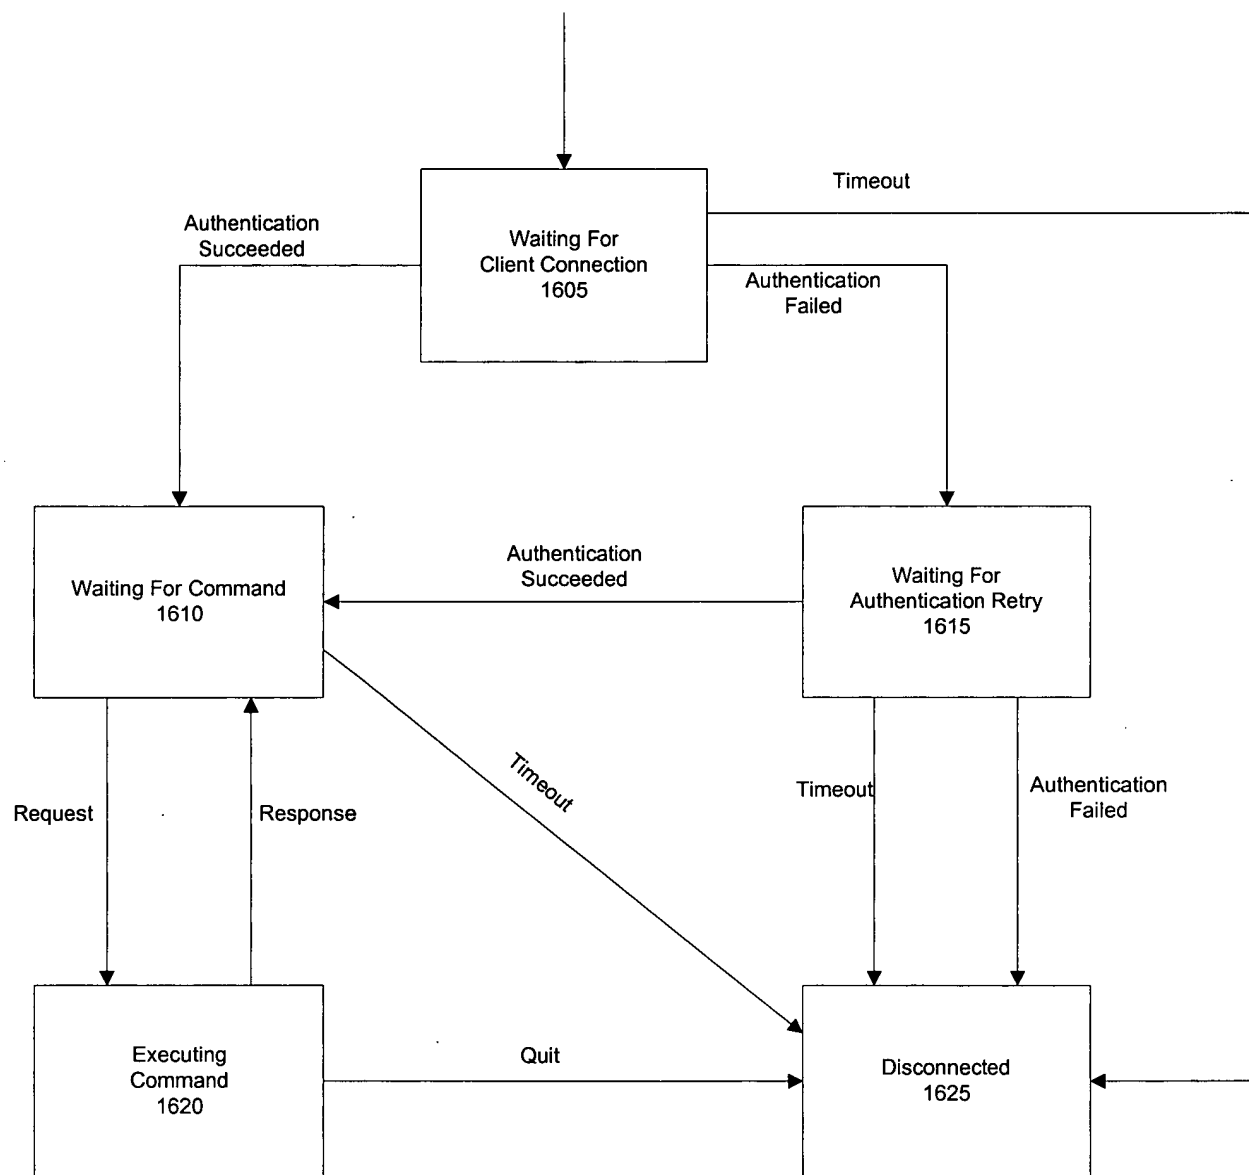 Timeout
Authentication
Succeeded
Waiting For
Client Connection
1605
Authentication
Failed
Authentication
Succeeded
Waiting For Command
1610
Waiting For
Authentication Retry
1615
Timeout
Request
Response
Timeout
Authentication
Failed
Executing
Command
1620
Quit
Disconnected
1625